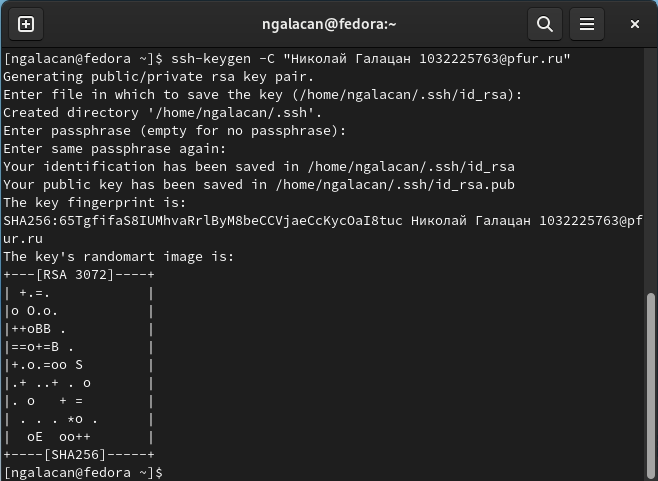 ngalacan@fedora:~
[ngalacan@fedora ~]$ ssh-keygen -C "Николай Галацан 1032225763@pfur.ru"
Generating public/private rsa key pair.
Enter file in which to save the key (/home/ngalacan/.ssh/id_rsa):
Created directory '/home/ngalacan/.ssh'.
Enter passphrase (empty for no passphrase):
Enter same passphrase again:
Your identification has been saved in /home/ngalacan/.ssh/id_rsa
Your public key has been saved in /home/ngalacan/.ssh/id_rsa.pub
The key fingerprint is:
SHA256:65TgfifaS8IUMhvaRrlByM8beCCVjaeCcKycOaI8tuc Николай Галацан 1032225763@pf
ur.ru
The key's randomart image is:
+---[RSA 3072]----+
| +.=.            |
|o O.o.           |
|++oBB .          |
|==o+=B .         |
|+.o.=oo S        |
|.+ ..+ . o       |
|. o   + =        |
| . . . *o .      |
|  oE  oo++       |
+----[SHA256]-----+
[ngalacan@fedora ~]$